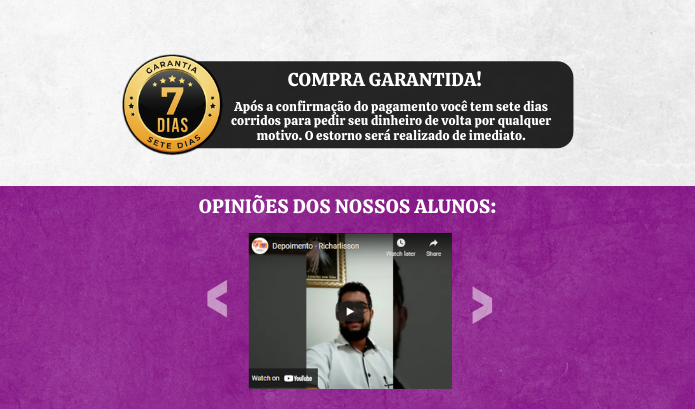 GARANTIA
7
DIAS
SETE DIAS
COMPRA GARANTIDA!
Após a confirmação do pagamento você tem sete dias
corridos para pedir seu dinheiro de volta por qualquer
motivo. O estorno será realizado de imediato.
OPINIÕES DOS NOSSOS ALUNOS:
Depoimento - Richarlisson
Watch later
Share
Watch on YouTube